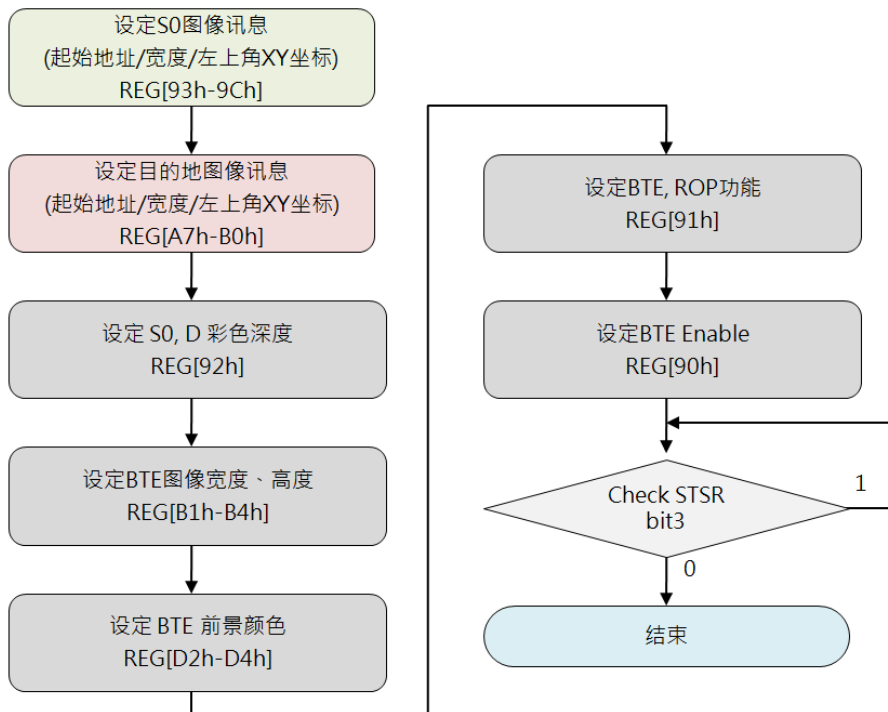 设定S0图像讯息
(起始地址/宽度/左上角XY坐标)
REG[93h-9Ch]
设定目的地图像讯息
(起始地址/宽度/左上角XY坐标)
REG[A7h-B0h]
设定 S0, D 彩色深度
REG[92h]
设定BTE图像宽度、高度
REG[B1h-B4h]
设定 BTE 前景颜色
REG[D2h-D4h]
设定BTE, ROP功能
REG[91h]
设定BTE Enable
REG[90h]
Check STSR
bit3
1
0
结束